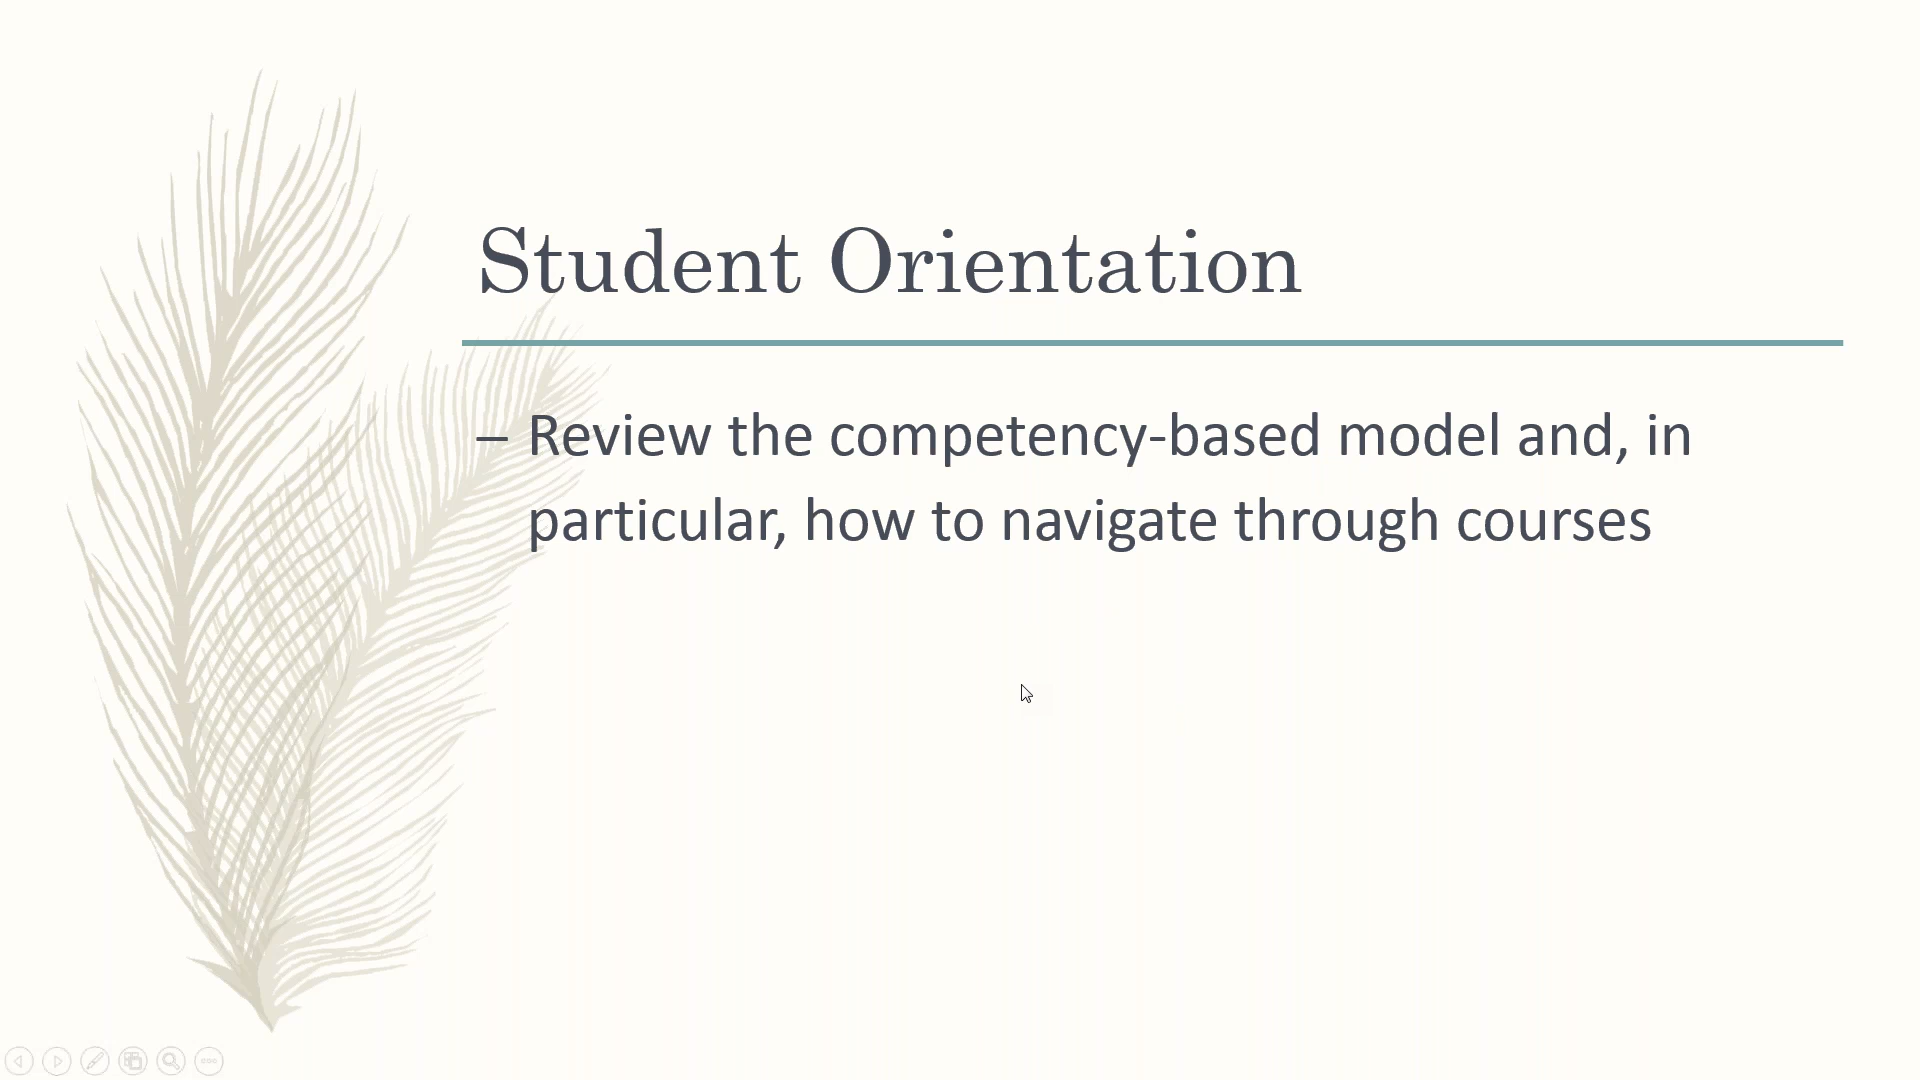 Student Orientation
– Review the competency-based model and, in
particular, how to navigate through courses